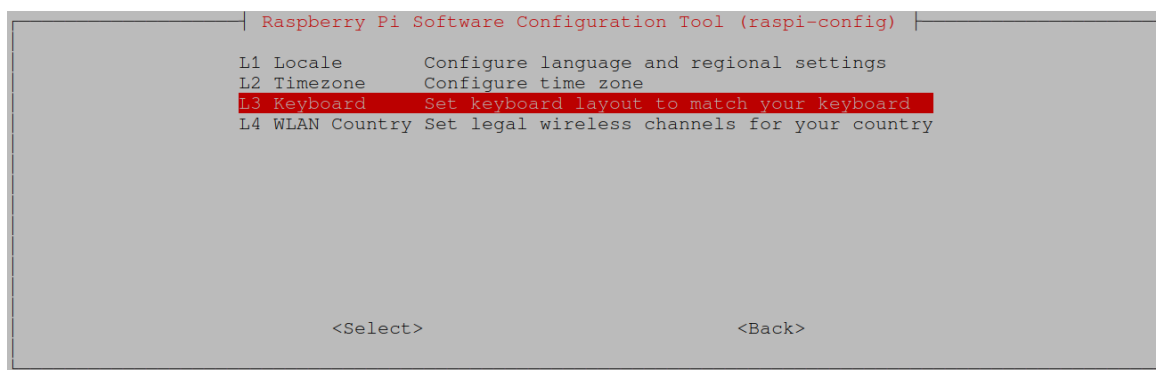 Raspberry Pi Software Configuration Tool (raspi-config)
L1 Locale Configure language and regional settings
L2 Timezone Configure time zone
L3 Keyboard Set keyboard layout to match your keyboard
L4 WLAN Country Set legal wireless channels for your country
<Select> <Back>